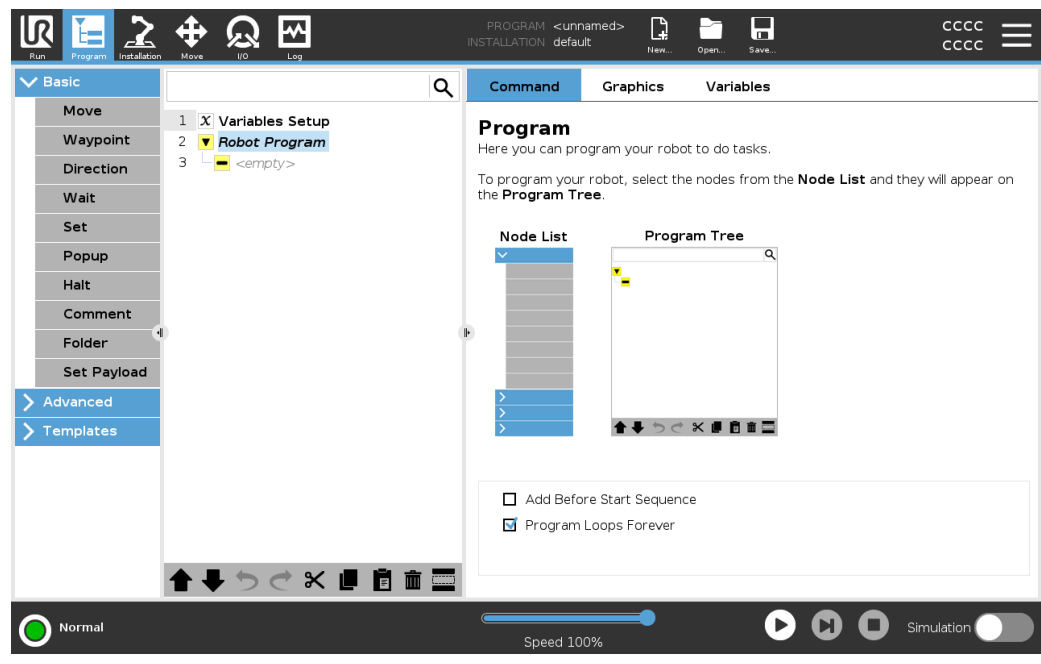 PROGRAM <unnamed>
INSTALLATION default
Run
Program
Installation
Move
I/O
Log
New...
Open...
Save...
CCCC
CCCC
Basic
Move
Waypoint
Direction
Wait
Set
Popup
Halt
Comment
Folder
Set Payload
Advanced
Templates
1 X Variables Setup
2 Robot Program
3 <empty>
Command Graphics Variables
Program
Here you can program your robot to do tasks.
To program your robot, select the nodes from the Node List and they will appear on
the Program Tree.
Node List
Program Tree
Add Before Start Sequence
Program Loops Forever
Normal
Speed 100%
Simulation